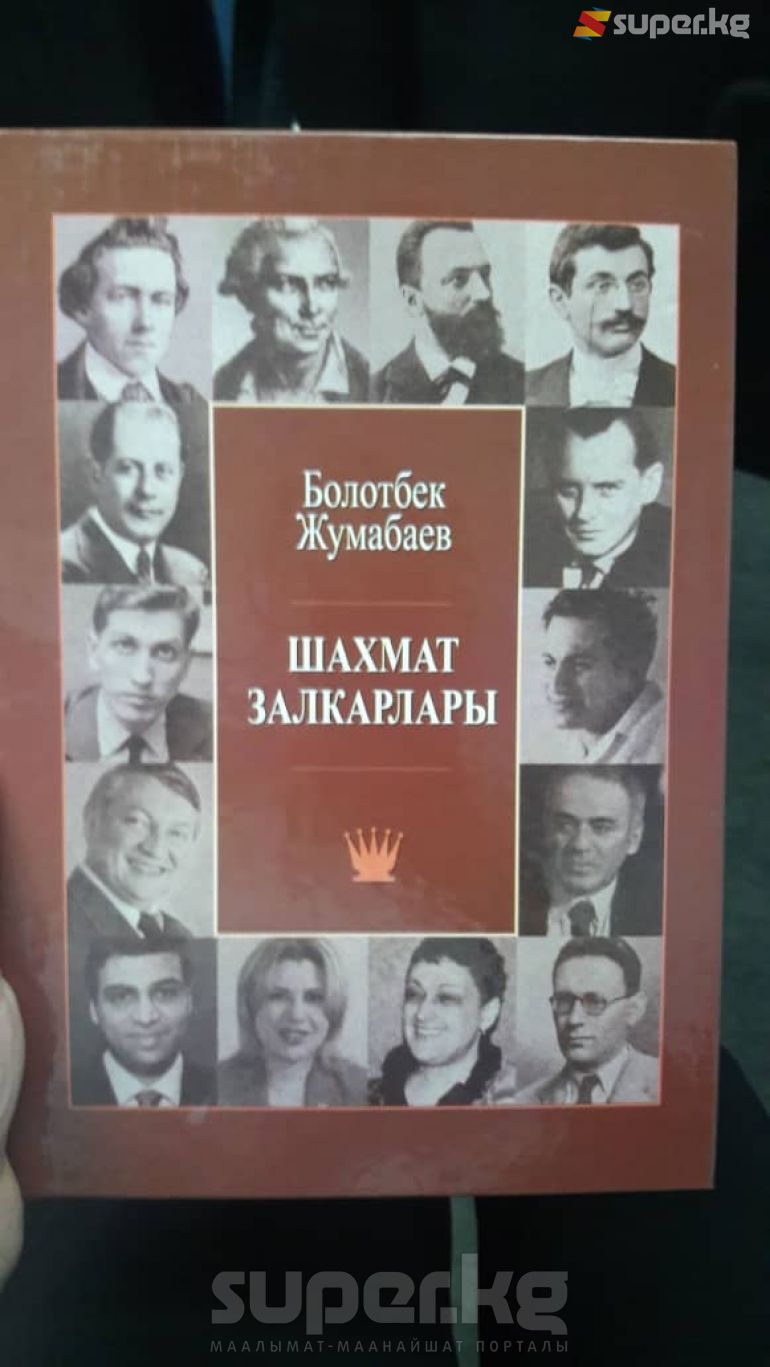 super.kg
Болотбек
Жумабаев
ШАХМАТ
ЗАЛКАРЛАРЫ
super.kg
МААЛЫМАТ-МААНАЙШАТ ПОРТАЛЫ